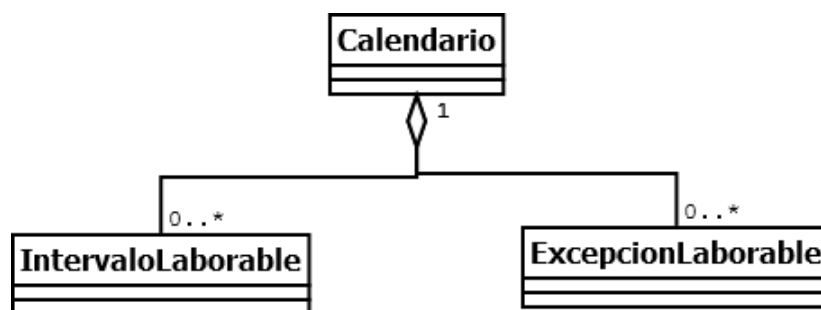 Calendario
1
0..*
0..*
IntervaloLaborable
ExcepcionLaborable